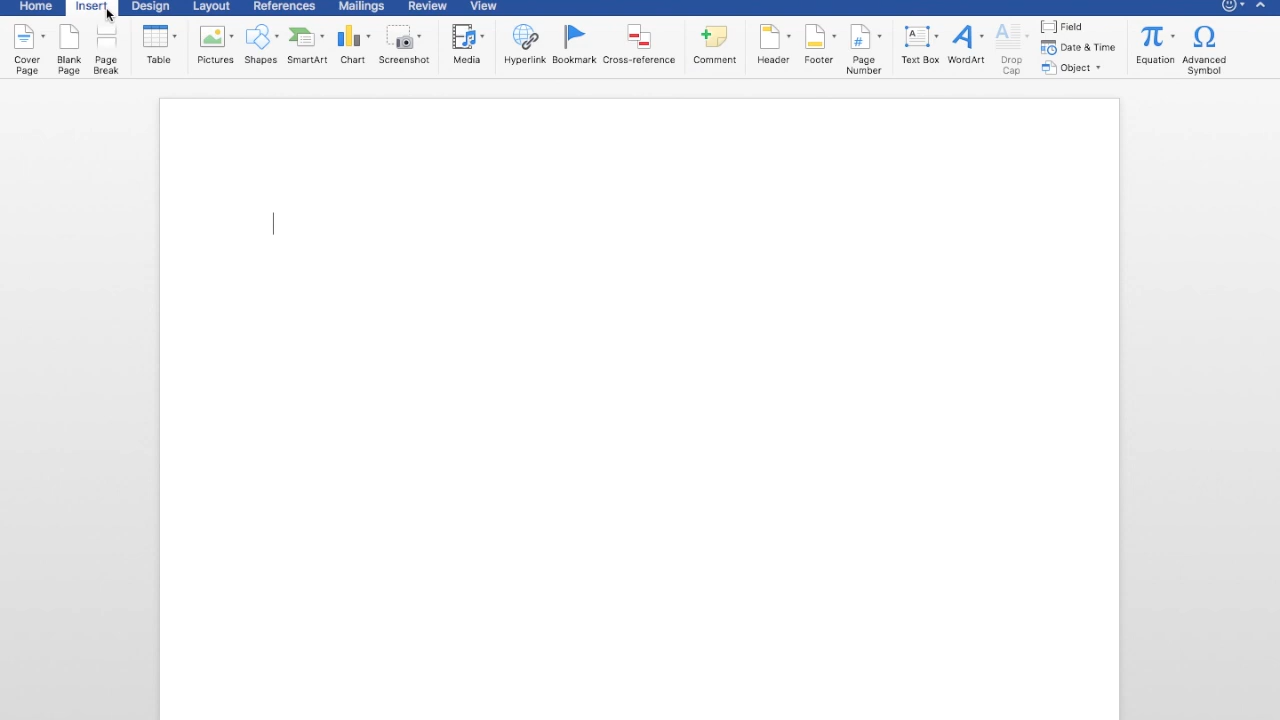 Home Insert Design Layout References Mailings Review View
Cover Page
Blank Page
Page Break
Table
Pictures
Shapes
SmartArt
Chart
Screenshot
Media
Hyperlink
Bookmark
Cross-reference
Comment
Header
Footer
Page Number
Text Box
WordArt
Drop Cap
Field
Date & Time
Object
Equation
Advanced Symbol